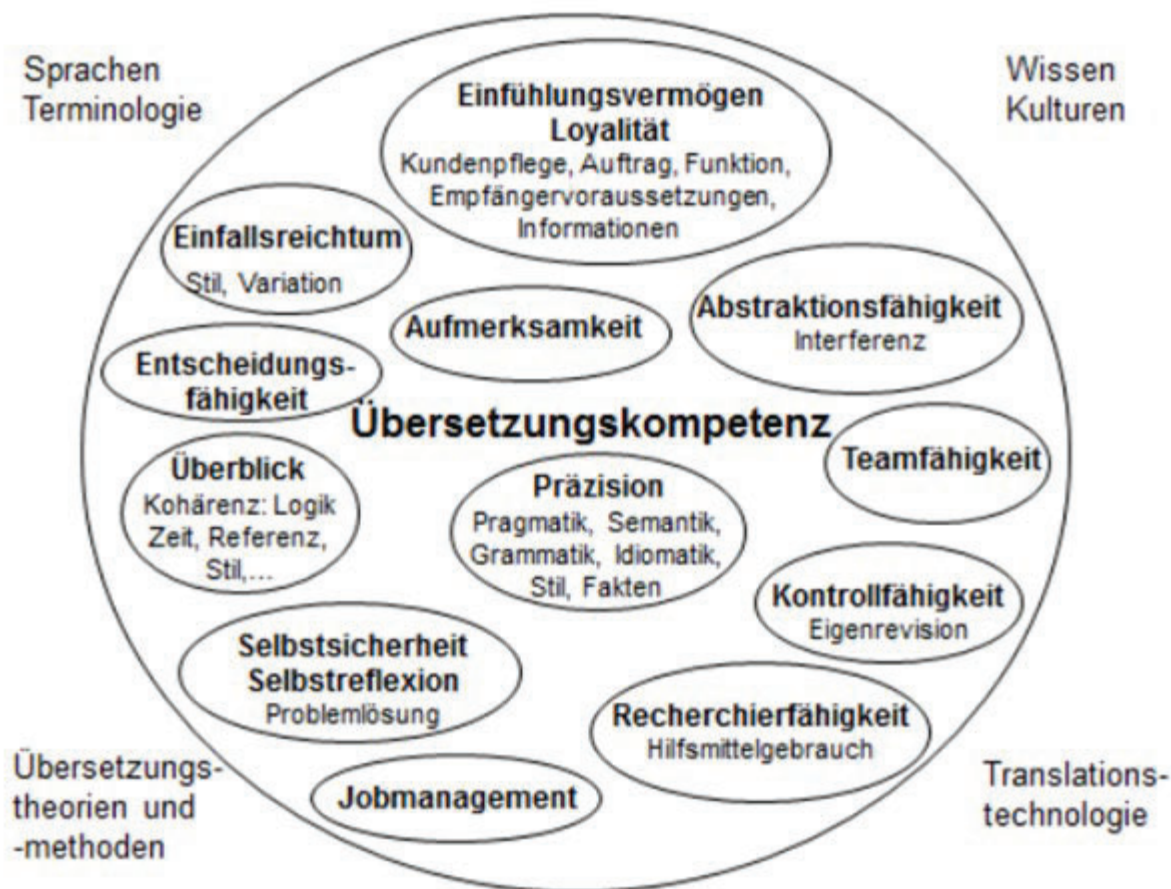 Sprachen
Terminologie
Wissen
Kulturen
Einfühlungsvermögen
Loyalität
Kundenpflege, Auftrag, Funktion,
Empfängervoraussetzungen,
Informationen
Einfallsreichtum
Stil, Variation
Aufmerksamkeit
Abstraktionsfähigkeit
Interferenz
Entscheidungs-
fähigkeit
Übersetzungskompetenz
Teamfähigkeit
Überblick
Kohärenz: Logik
Zeit, Referenz,
Stil,...
Präzision
Pragmatik, Semantik,
Grammatik, Idiomatik,
Stil, Fakten
Kontrollfähigkeit
Eigenrevision
Selbstsicherheit
Selbstreflexion
Problemlösung
Recherchierfähigkeit
Hilfsmittelgebrauch
Jobmanagement
Übersetzungs-
theorien und
-methoden
Translations-
technologie